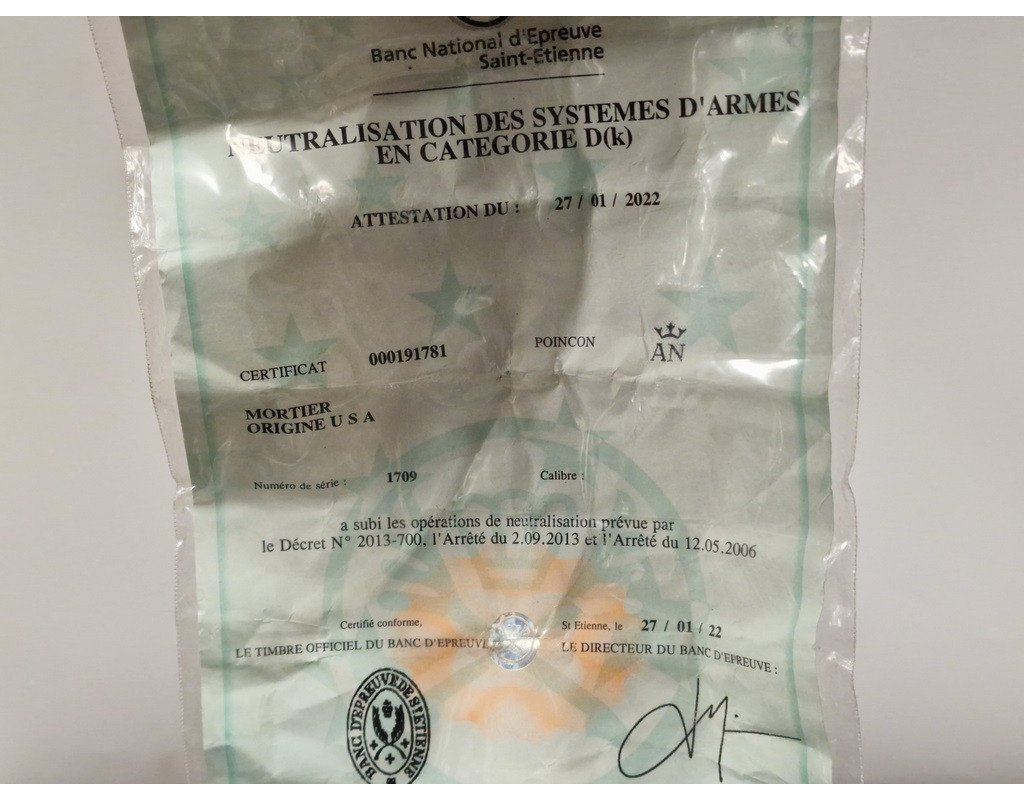 Banc National d'Epreuve
Saint-Etienne
NEUTRALISATION DES SYSTEMES D'ARMES
EN CATEGORIE D(k)
ATTESTATION DU : 27 / 01 / 2022
CERTIFICAT 000191781 POINCON AN
MORTIER
ORIGINE U S A
Numéro de série : 1709 Calibre :
a subi les opérations de neutralisation prévue par
le Décret N° 2013-700, l'Arrêté du 2.09.2013 et l'Arrêté du 12.05.2006
Certifié conforme, St Etienne, le 27 / 01 / 22
LE TIMBRE OFFICIEL DU BANC D'EPREUVE LE DIRECTEUR DU BANC D'EPREUVE :
BANC D'EPREUVE DE ST ETIENNE